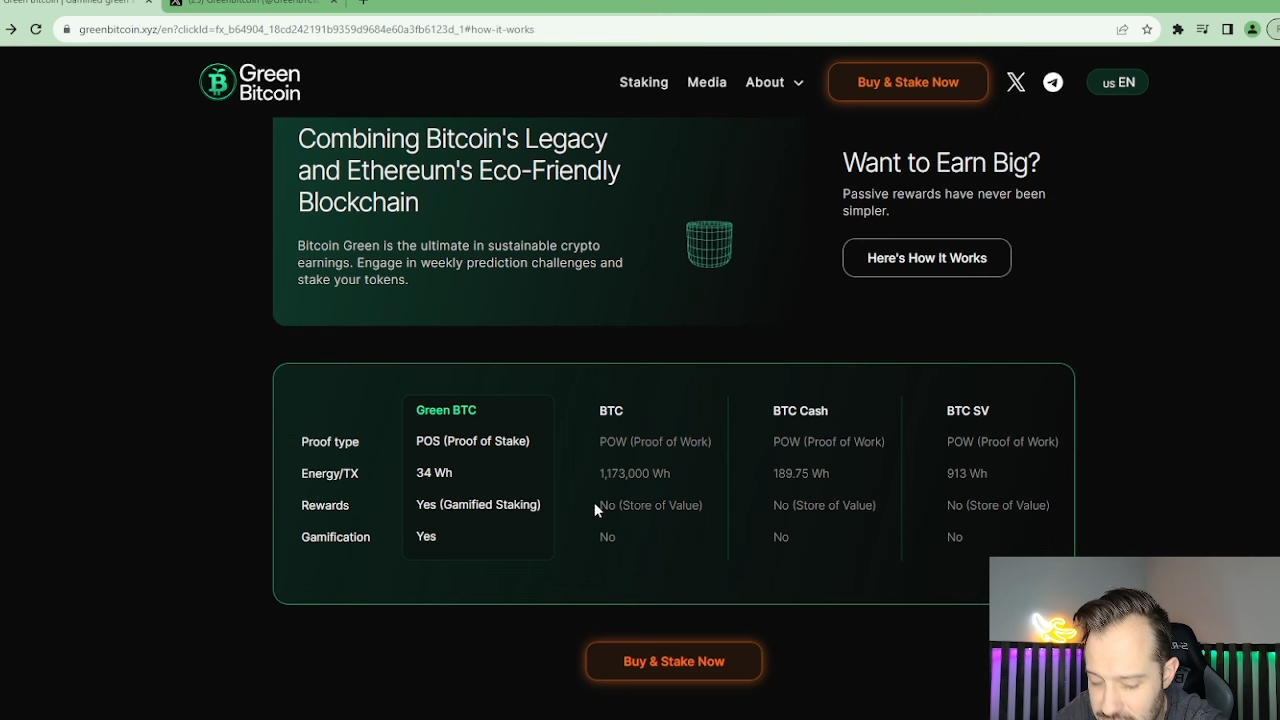 greenbitcoin.xyz/en?clickId=fx_b64904_18cd242191b9359d9684e60a3fb6123d_1#how-it-works
Green
Bitcoin
Staking
Media
About
Buy & Stake Now
us EN
Combining Bitcoin's Legacy
and Ethereum's Eco-Friendly
Blockchain
Bitcoin Green is the ultimate in sustainable crypto
earnings. Engage in weekly prediction challenges and
stake your tokens.
Want to Earn Big?
Passive rewards have never been
simpler.
Here's How It Works
Green BTC
BTC
BTC Cash
BTC SV
Proof type
POS (Proof of Stake)
POW (Proof of Work)
POW (Proof of Work)
POW (Proof of Work)
Energy/TX
34 Wh
1,173,000 Wh
189.75 Wh
913 Wh
Rewards
Yes (Gamified Staking)
No (Store of Value)
No (Store of Value)
No (Store of Value)
Gamification
Yes
No
No
No
Buy & Stake Now